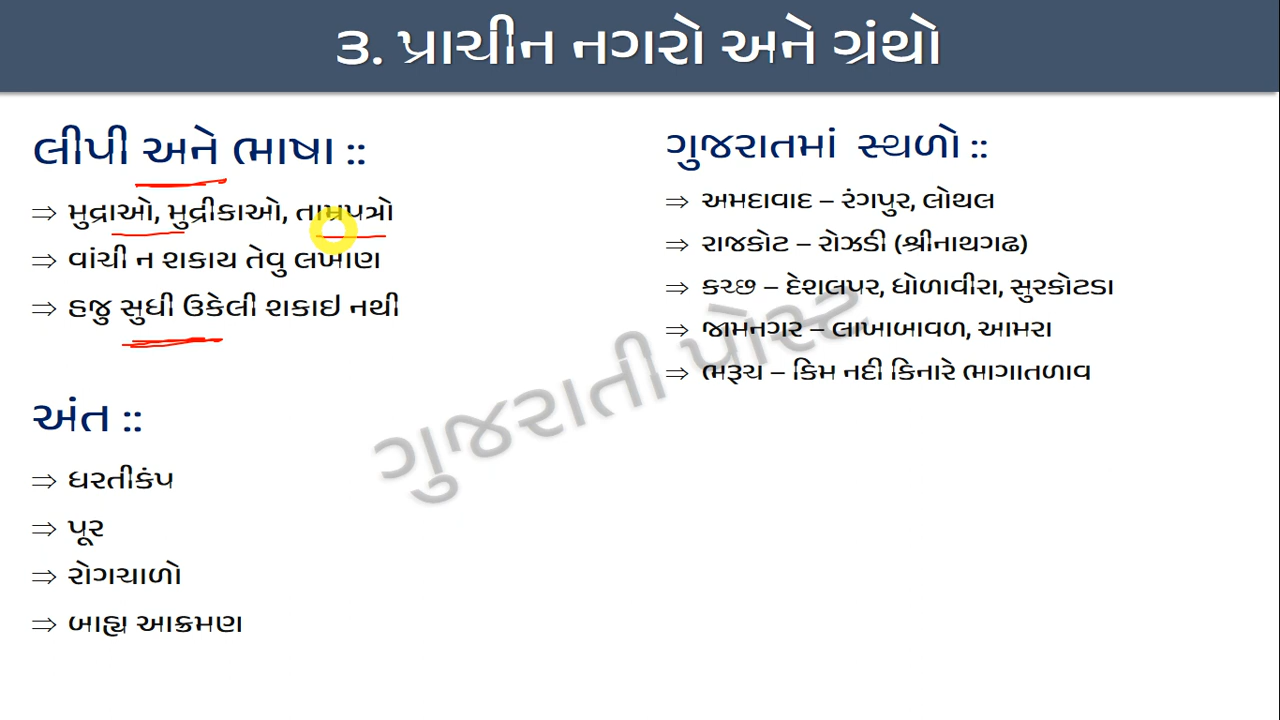 ૩. પ્રાચીન નગરો અને ગ્રંથો
લીપી અને ભાષા ::
⇒ મુદ્રાઓ, મુદ્રીકાઓ, તામ્રપત્રો
⇒ વાંચી ન શકાય તેવુ લખાણ
⇒ હજુ સુધી ઉકેલી શકાઇ નથી
અંત ::
⇒ ધરતીકંપ
⇒ પૂર
⇒ રોગચાળો
⇒ બાહ્ય આક્રમણ
ગુજરાતમાં સ્થળો ::
⇒ અમદાવાદ – રંગપુર, લોથલ
⇒ રાજકોટ – રોઝડી (શ્રીનાથગઢ)
⇒ કચ્છ – દેશલપર, ધોળાવીરા, સુરકોટડા
⇒ જામનગર – લાખાબાવળ, આમરા
⇒ ભરૂચ – કિમ નદી કિનારે ભાગાતળાવ
ગુજરાતી પોસ્ટ